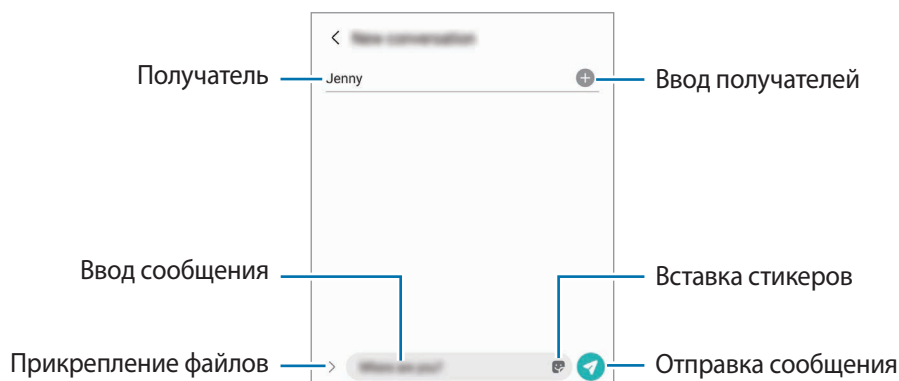 Получатель
Jenny
Ввод получателей
Ввод сообщения
Вставка стикеров
Прикрепление файлов
Отправка сообщения